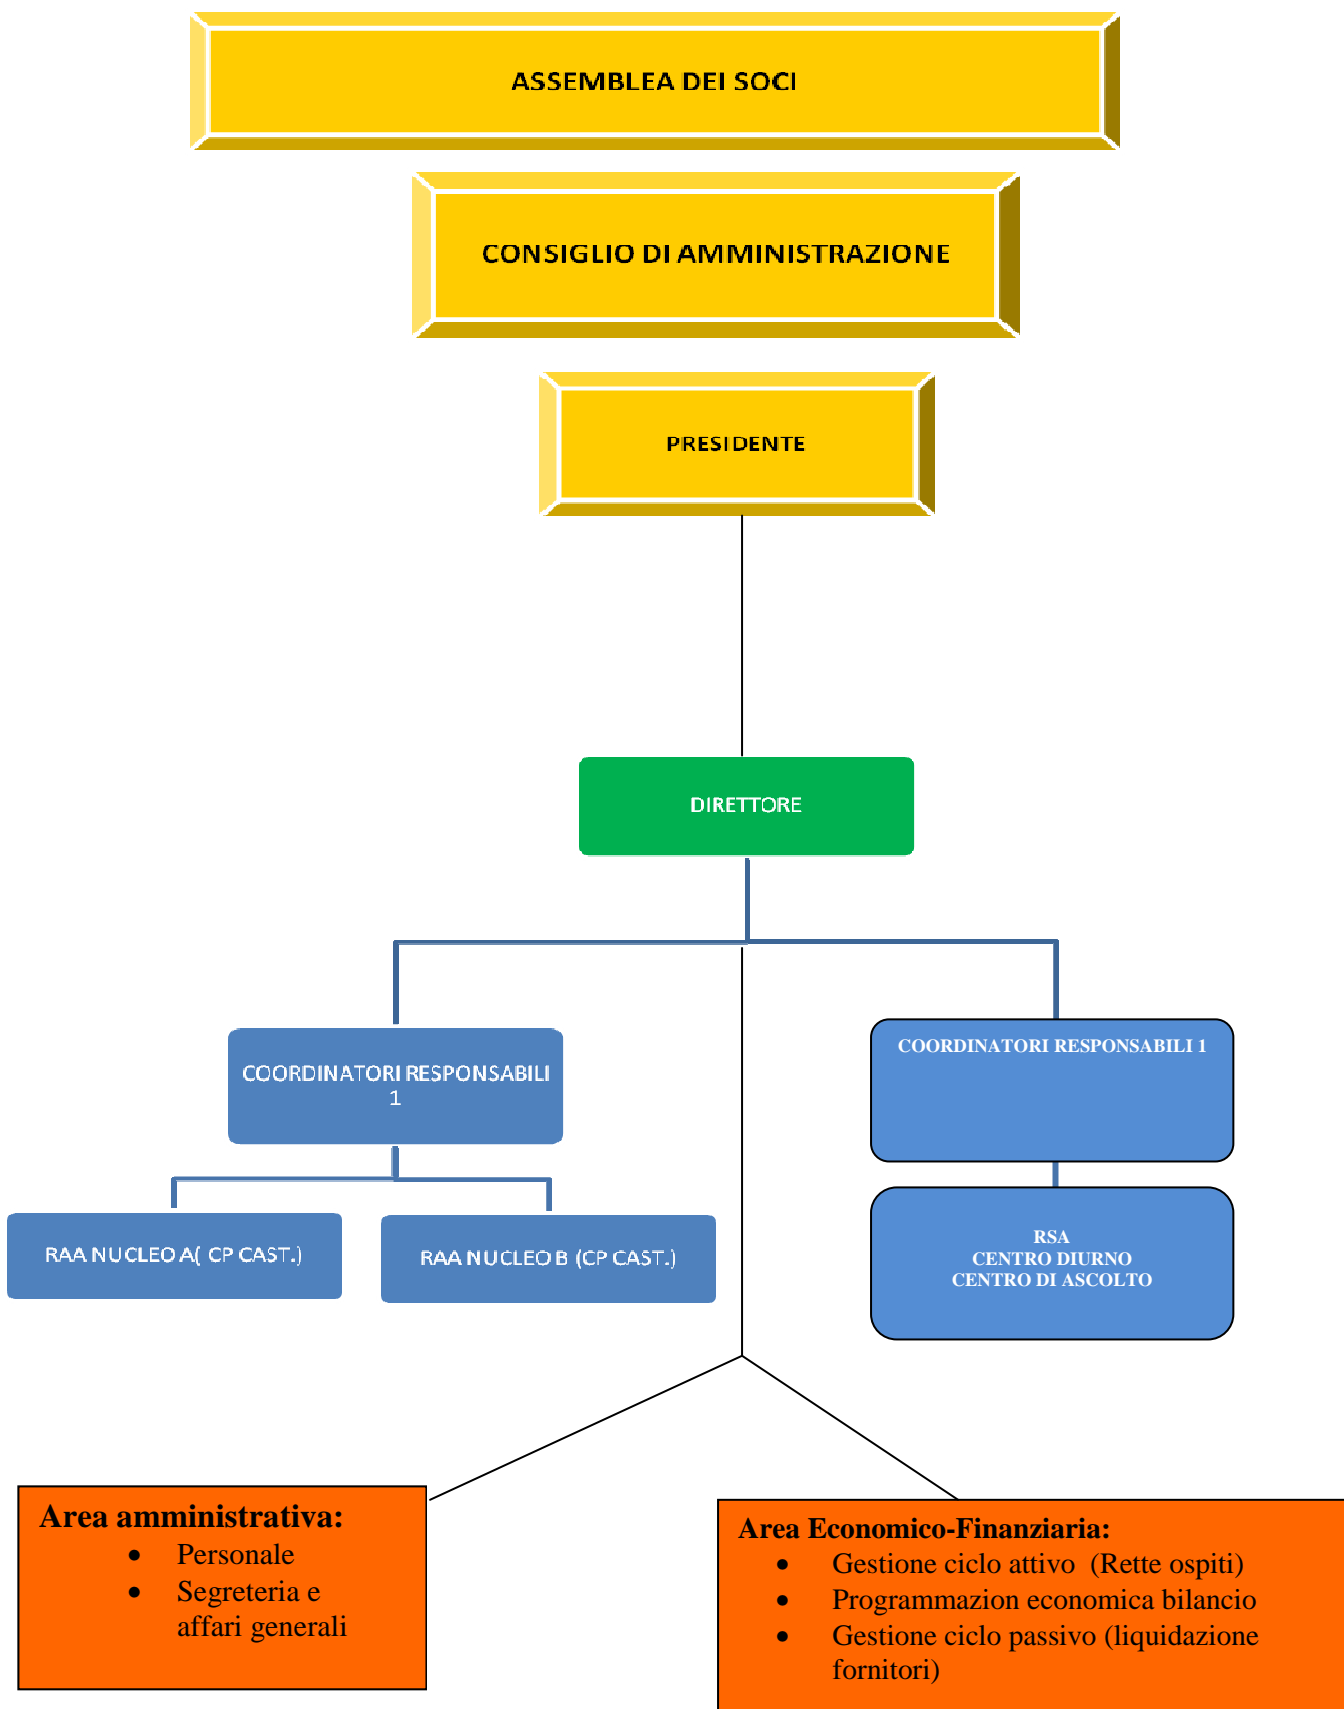 ASSEMBLEA DEI SOCI
CONSIGLIO DI AMMINISTRAZIONE
PRESIDENTE
DIRETTORE
COORDINATORI RESPONSABILI
1
COORDINATORI RESPONSABILI 1
RAA NUCLEO A( CP CAST.)
RAA NUCLEO B (CP CAST.)
RSA
CENTRO DIURNO
CENTRO DI ASCOLTO
Area amministrativa:
• Personale
• Segreteria e
affari generali
Area Economico-Finanziaria:
• Gestione ciclo attivo  (Rette ospiti)
• Programmazion economica bilancio
• Gestione ciclo passivo (liquidazione
fornitori)